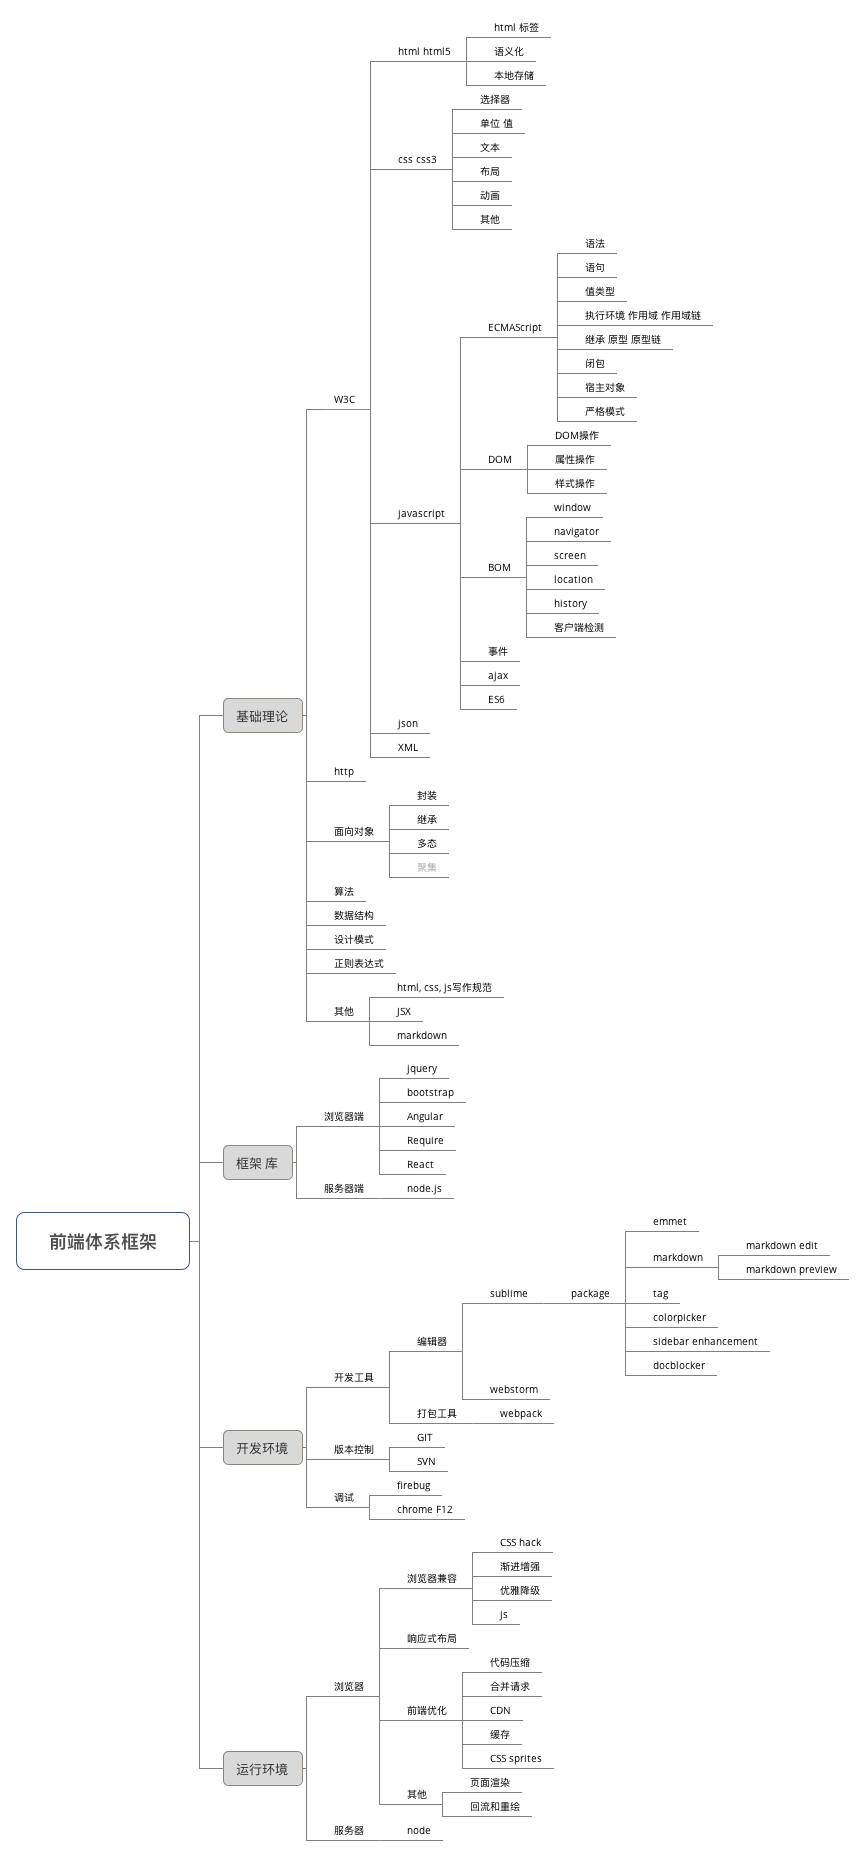 html 标签
html html5
语义化
本地存储
选择器
单位 值
文本
css css3
布局
动画
其他
语法
语句
值类型
执行环境 作用域 作用域链
ECMAScript
继承 原型 原型链
闭包
宿主对象
W3C
严格模式
DOM操作
DOM
属性操作
样式操作
window
javascript
navigator
screen
BOM
location
history
客户端检测
事件
ajax
ES6
基础理论
json
XML
http
封装
继承
面向对象
多态
聚集
算法
数据结构
设计模式
正则表达式
html, css, js写作规范
其他
JSX
markdown
jquery
bootstrap
浏览器端
Angular
Require
框架 库
React
服务器端
node.js
前端体系框架
emmet
markdown edit
markdown
markdown preview
sublime
package
tag
colorpicker
编辑器
sidebar enhancement
docblocker
开发工具
webstorm
打包工具
webpack
GIT
开发环境
版本控制
SVN
firebug
调试
chrome F12
CSS hack
渐进增强
浏览器兼容
优雅降级
js
响应式布局
代码压缩
浏览器
合并请求
前端优化
CDN
缓存
CSS sprites
运行环境
页面渲染
其他
回流和重绘
服务器
node